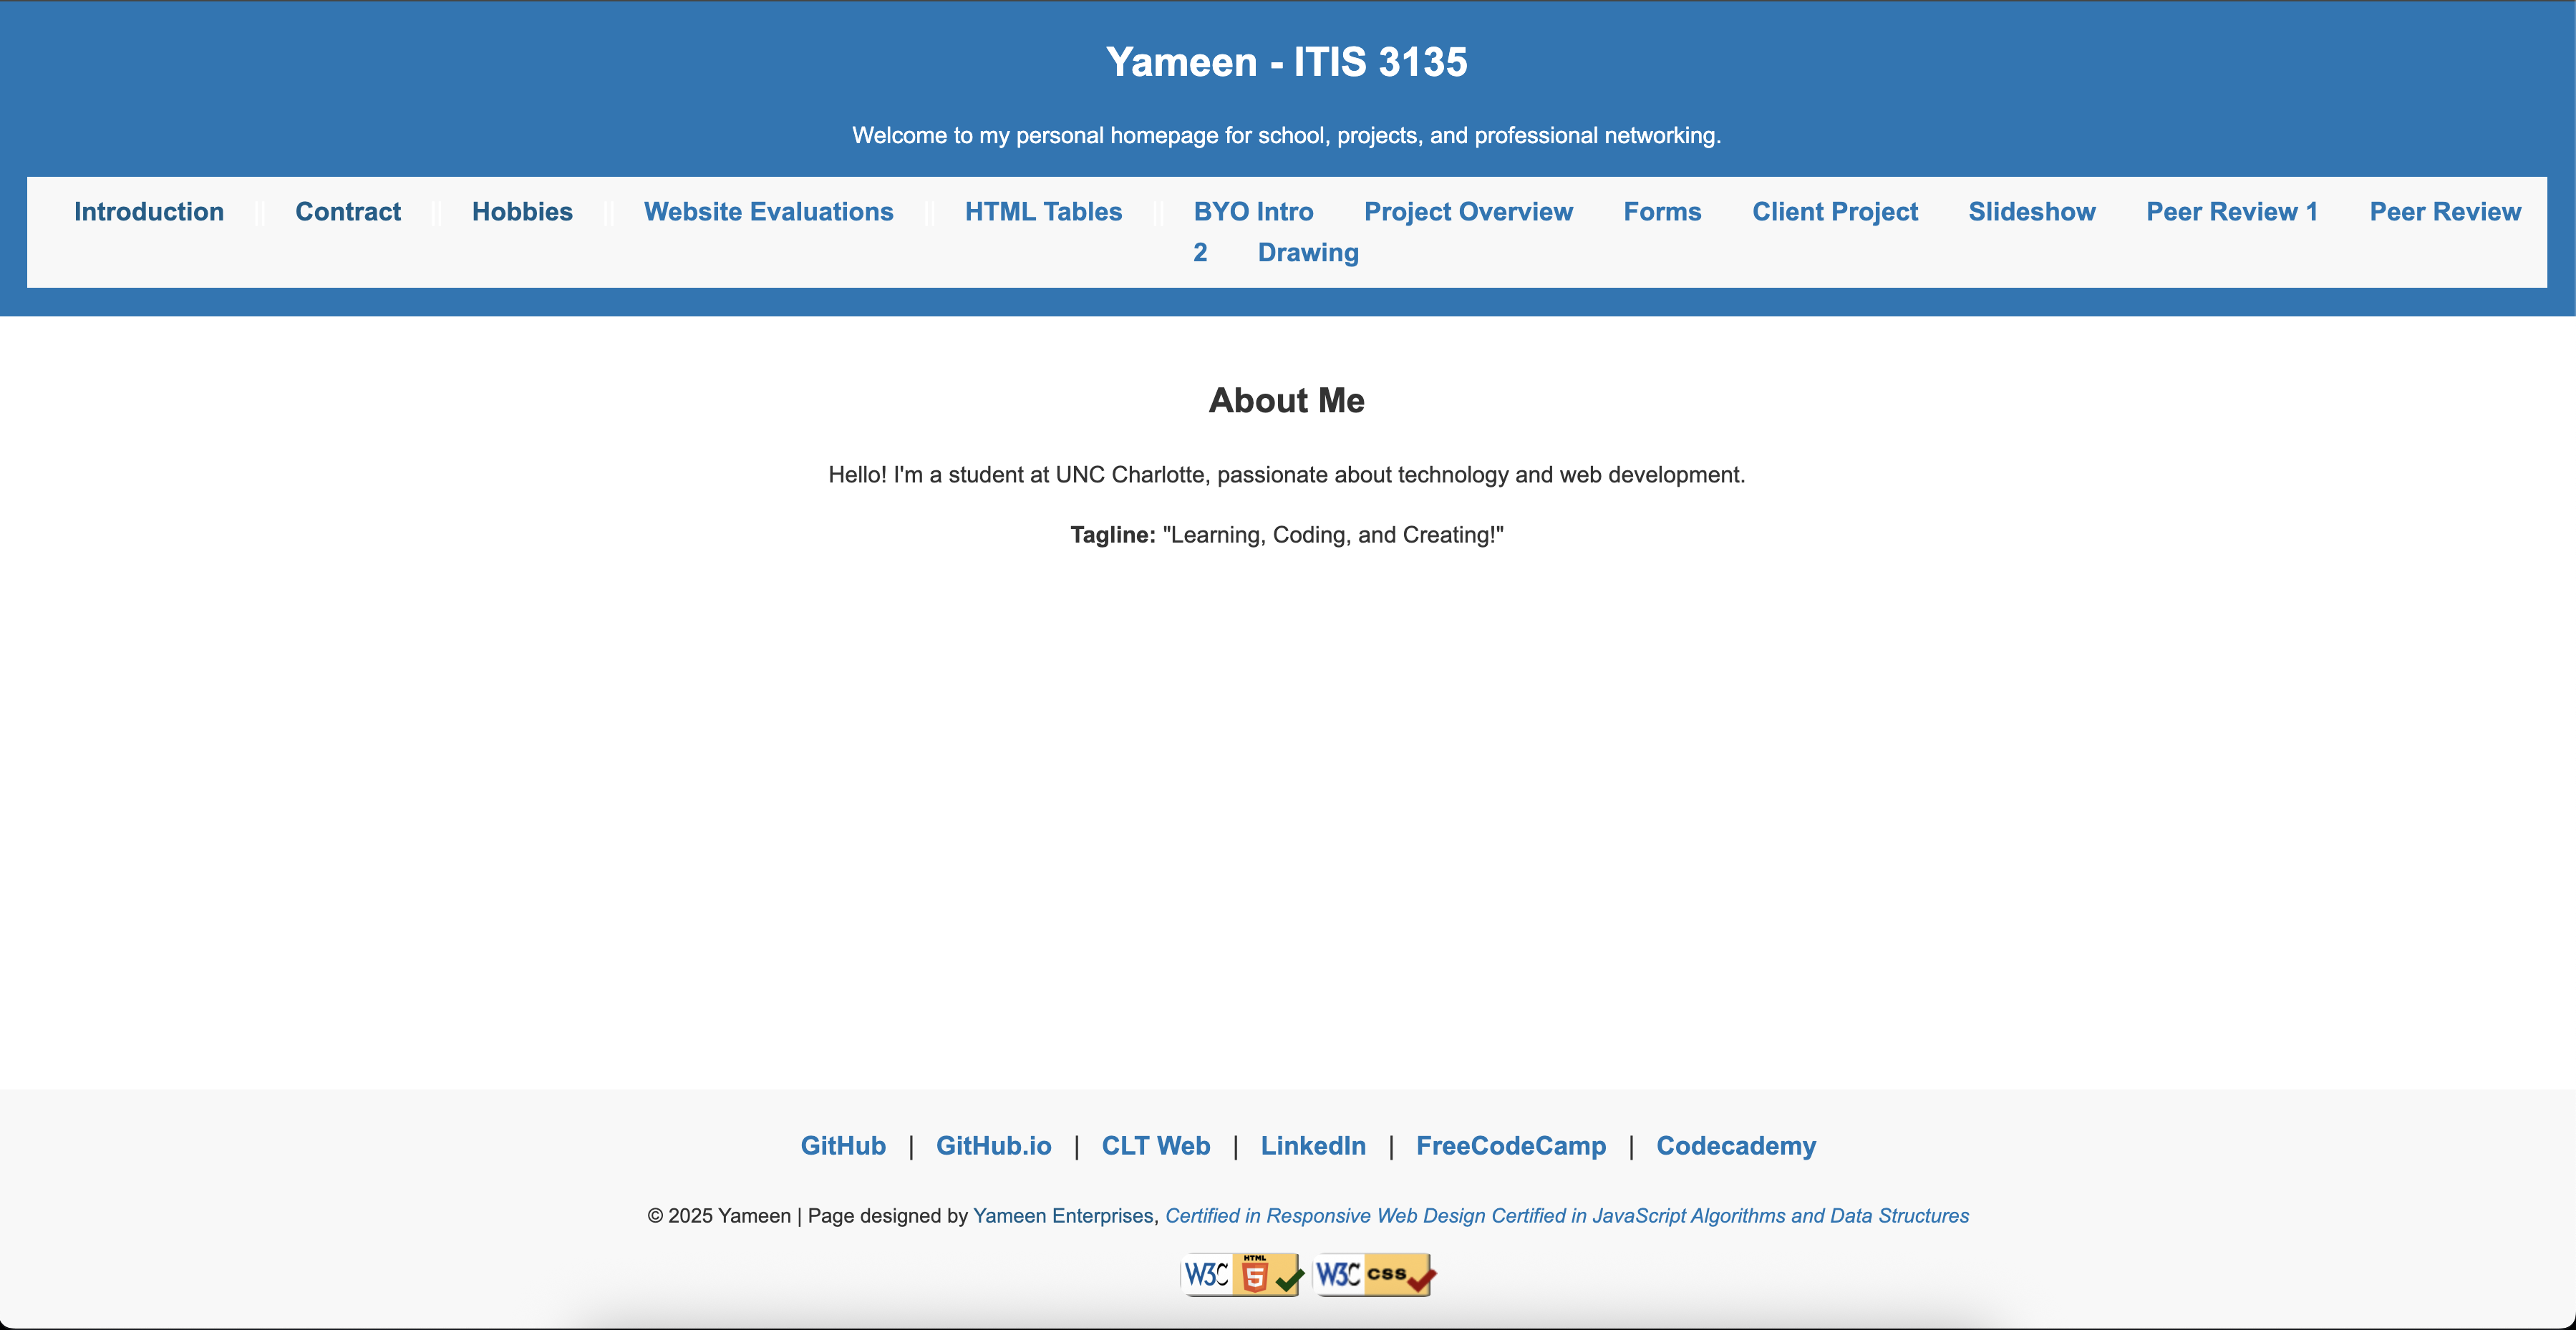 Yameen - ITIS 3135
Welcome to my personal homepage for school, projects, and professional networking.
Introduction || Contract || Hobbies || Website Evaluations || HTML Tables || BYO Intro Project Overview Forms Client Project Slideshow Peer Review 1 Peer Review
2 Drawing
About Me
Hello! I'm a student at UNC Charlotte, passionate about technology and web development.
Tagline: "Learning, Coding, and Creating!"
GitHub | GitHub.io | CLT Web | LinkedIn | FreeCodeCamp | Codecademy
© 2025 Yameen | Page designed by Yameen Enterprises, Certified in Responsive Web Design Certified in JavaScript Algorithms and Data Structures
W3C HTML 5 W3C CSS